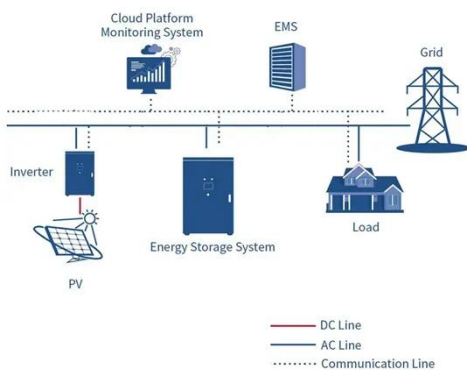 Cloud Platform
Monitoring System
EMS
Grid
Inverter
Energy Storage System
Load
PV
DC Line
AC Line
Communication Line